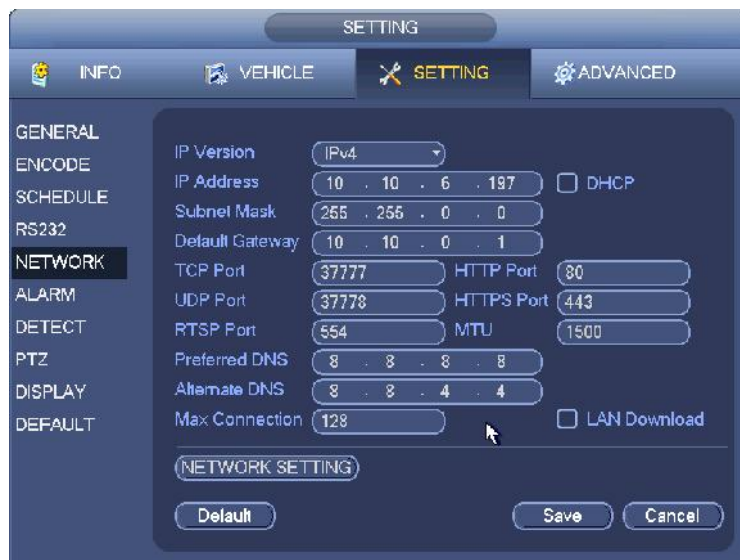 SETTING
INFO VEHICLE SETTING ADVANCED
GENERAL
ENCODE
SCHEDULE
RS232
NETWORK
ALARM
DETECT
PTZ
DISPLAY
DEFAULT
IP Version IPv4
IP Address 10 . 10 . 6 . 197 DHCP
Subnet Mask 255 . 255 . 0 . 0
Default Gateway 10 . 10 . 0 . 1
TCP Port 37777 HTTP Port 80
UDP Port 37778 HTTPS Port 443
RTSP Port 554 MTU 1500
Preferred DNS 8 . 8 . 8 . 8
Alternate DNS 8 . 8 . 4 . 4
Max Connection 128 LAN Download
NETWORK SETTING
Default Save Cancel